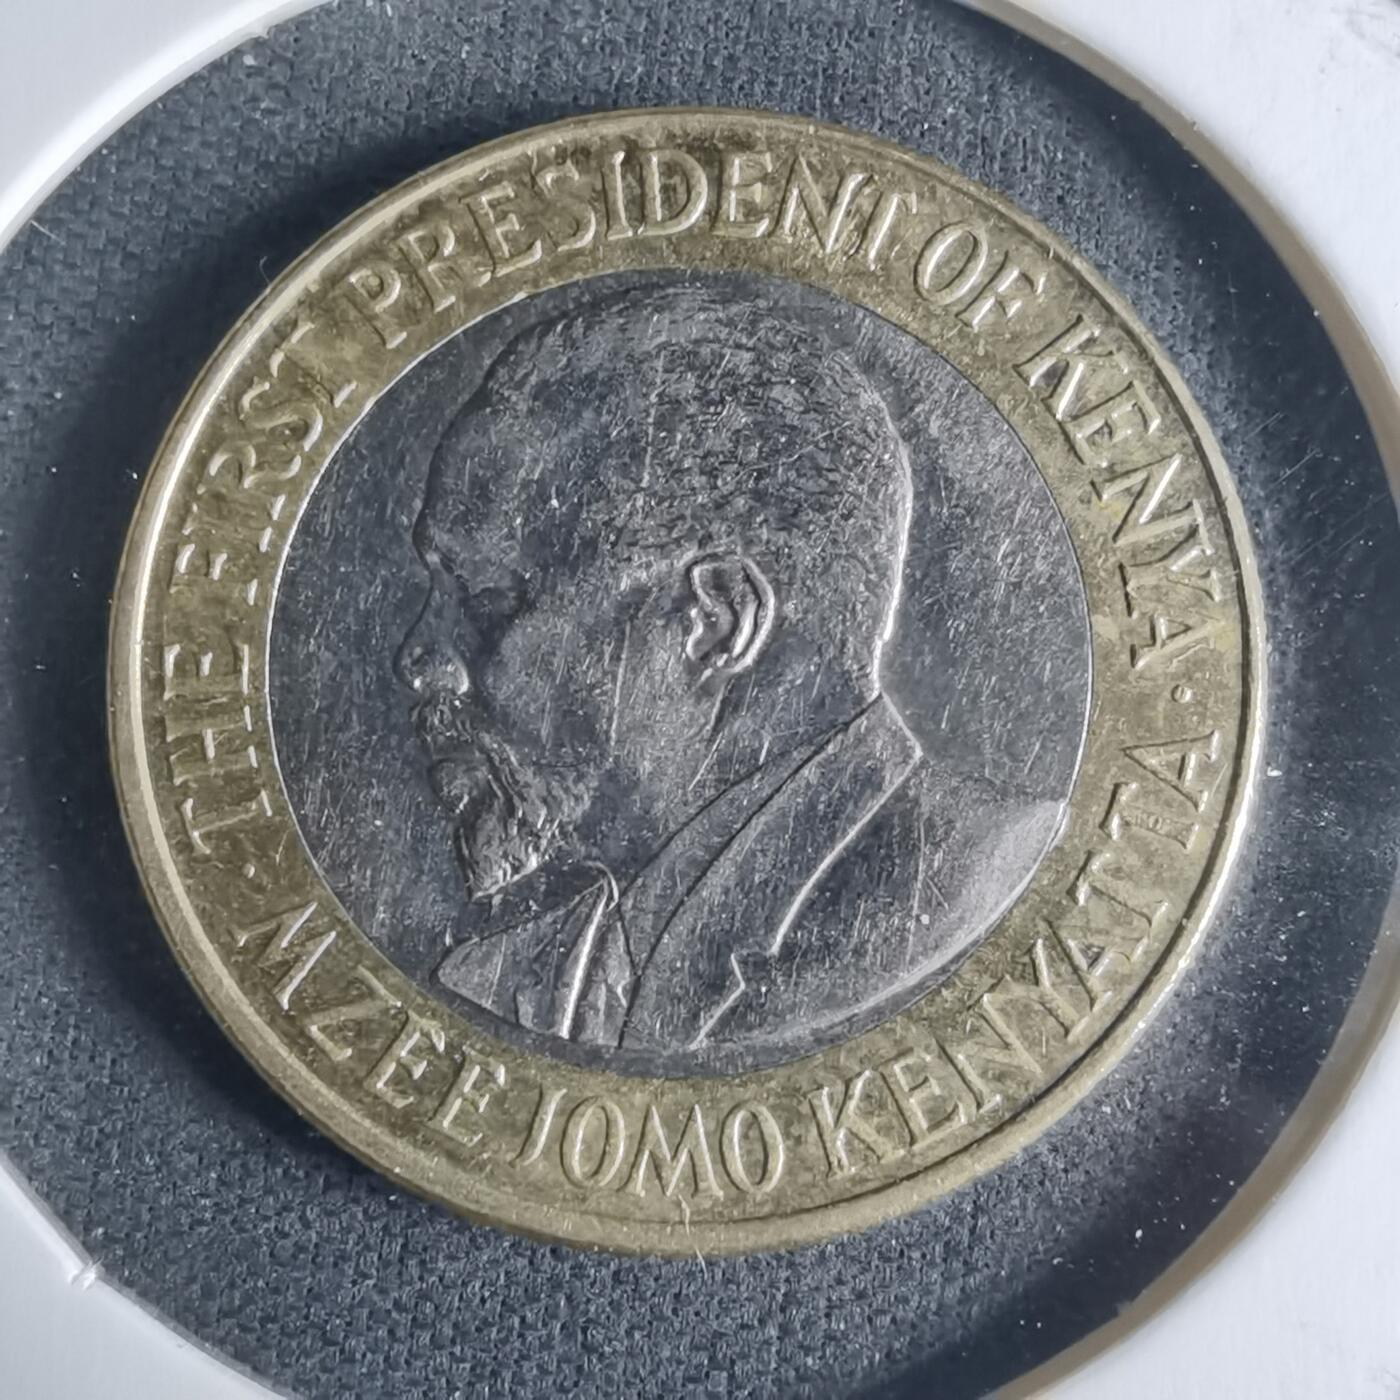 THE FIRST PRESIDENT OF KENYA
MZEE JOMO KENYATTA